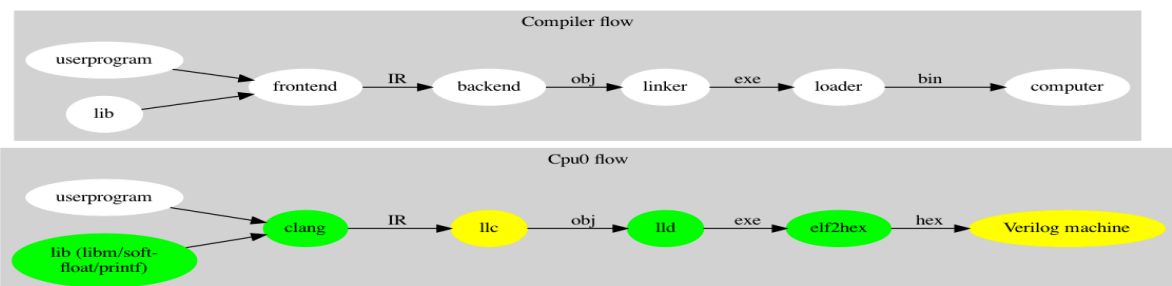 Compiler flow
userprogram
lib
frontend
IR
backend
obj
linker
exe
loader
bin
computer
Cpu0 flow
userprogram
lib (libm/soft-
float/printf)
clang
IR
llc
obj
lld
exe
elf2hex
hex
Verilog machine